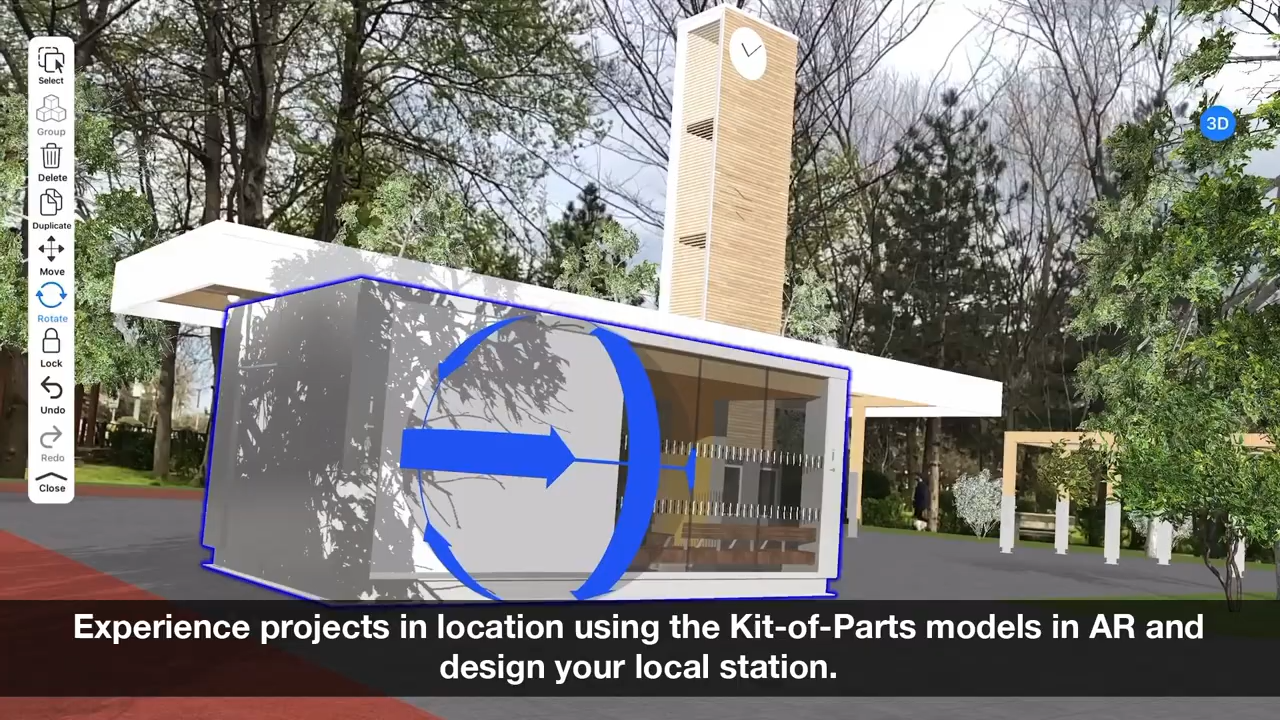 Select
Group
Delete
Duplicate
Move
Rotate
Lock
Undo
Redo
Close
3D
Experience projects in location using the Kit-of-Parts models in AR and
design your local station.